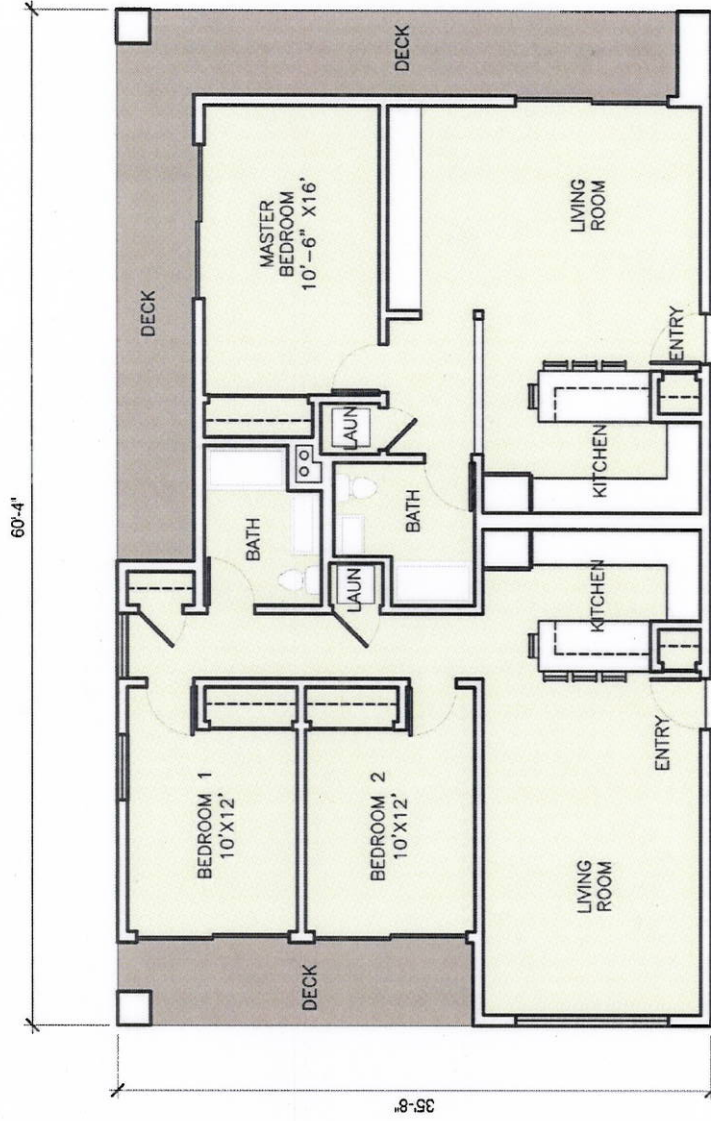 60'-4"
DECK
DECK
MASTER
BEDROOM
10'-6" X16'
LIVING
ROOM
ENTRY
LAUN
KITCHEN
BATH
BATH
LAUN
KITCHEN
ENTRY
BEDROOM 1
10'X12'
BEDROOM 2
10'X12'
LIVING
ROOM
DECK
35'-8"